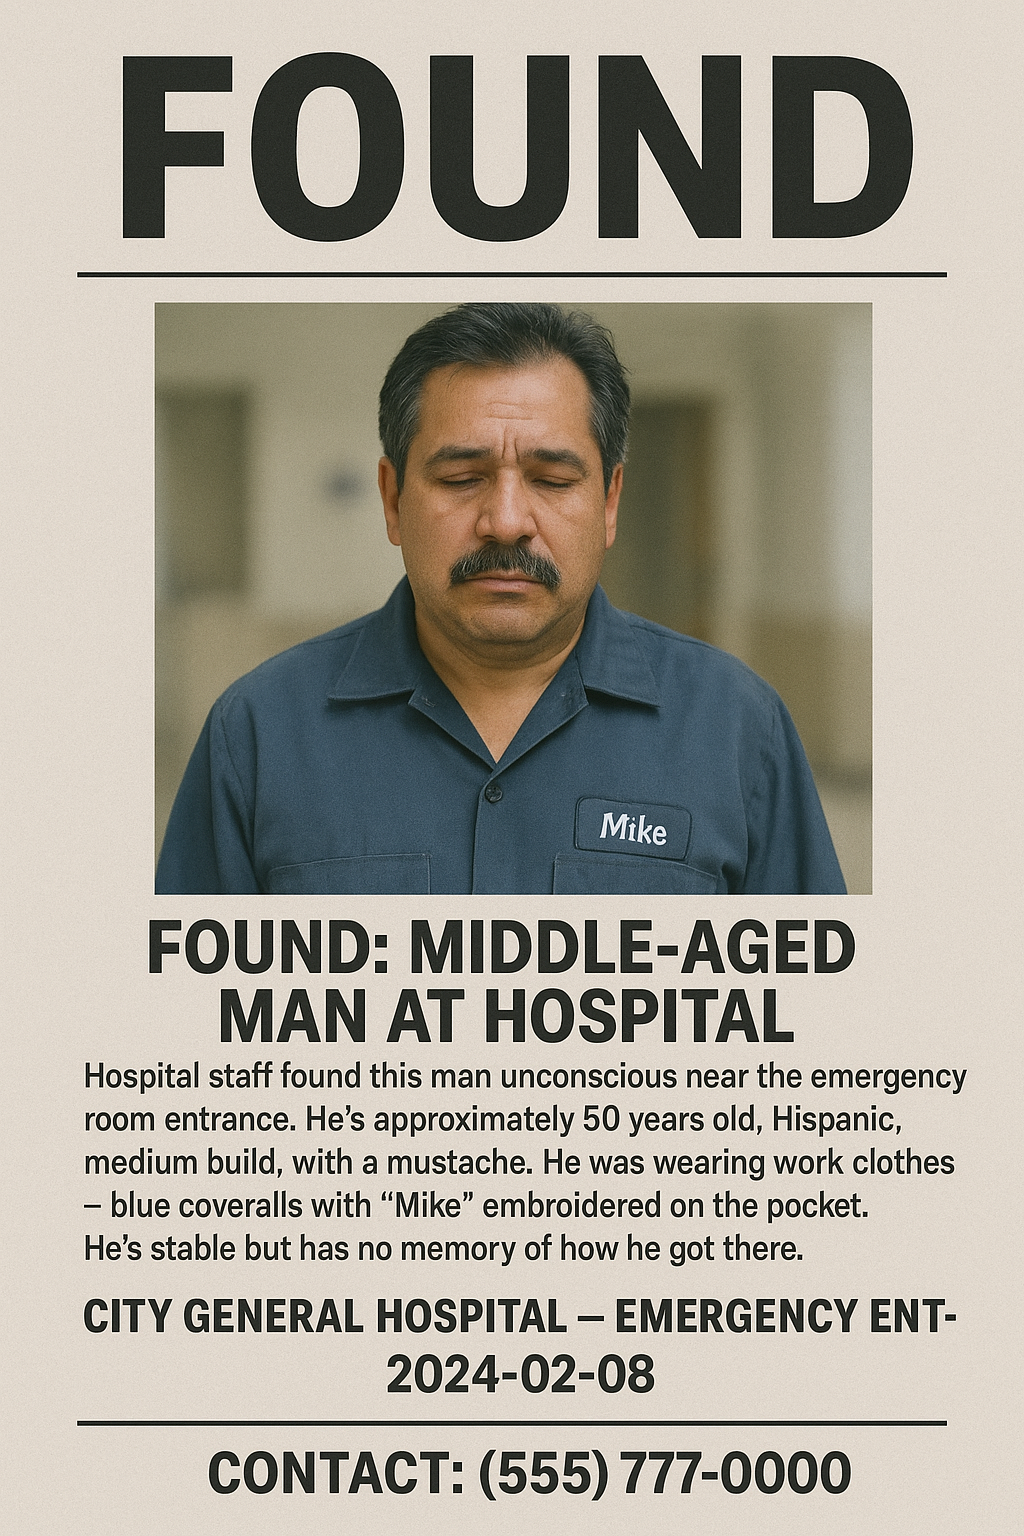 FOUND
Mike
FOUND: MIDDLE-AGED
MAN AT HOSPITAL
Hospital staff found this man unconscious near the emergency
room entrance. He’s approximately 50 years old, Hispanic,
medium build, with a mustache. He was wearing work clothes
– blue coveralls with “Mike” embroidered on the pocket.
He’s stable but has no memory of how he got there.
CITY GENERAL HOSPITAL – EMERGENCY ENT-
2024-02-08
CONTACT: (555) 777-0000